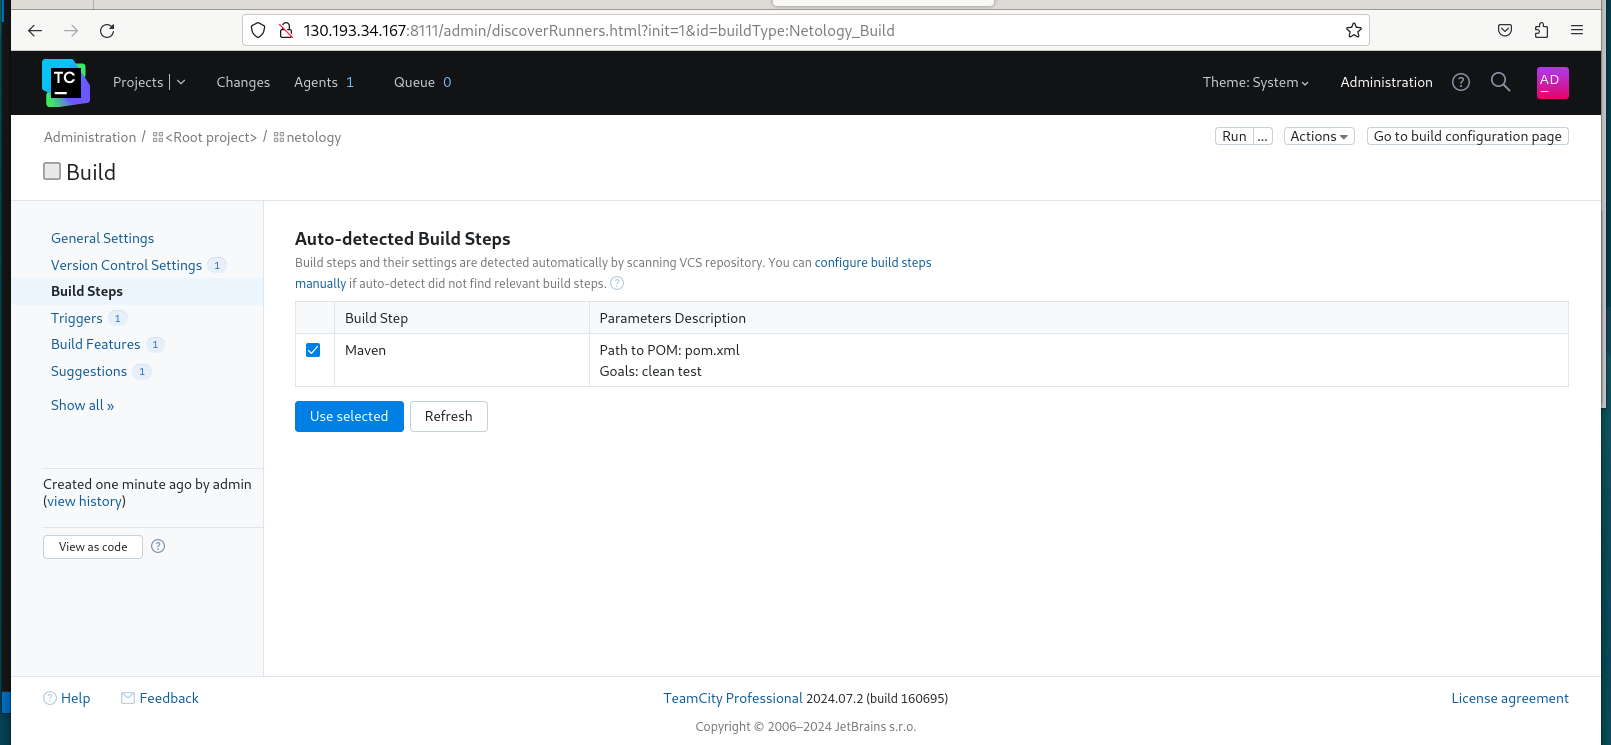 130.193.34.167:8111/admin/discoverRunners.html?init=1&id=buildType:Netology_Build
TC
Projects Changes Agents 1 Queue 0 Theme: System Administration ? AD
Administration / <Root project> / netology Run ... Actions Go to build configuration page
Build
General Settings
Version Control Settings 1
Build Steps
Triggers 1
Build Features 1
Suggestions 1
Show all »
Created one minute ago by admin
(view history)
View as code ?
Auto-detected Build Steps
Build steps and their settings are detected automatically by scanning VCS repository. You can configure build steps
manually if auto-detect did not find relevant build steps. ?
Build Step Parameters Description
Maven Path to POM: pom.xml
Goals: clean test
Use selected Refresh
? Help Feedback TeamCity Professional 2024.07.2 (build 160695) License agreement
Copyright © 2006–2024 JetBrains s.r.o.